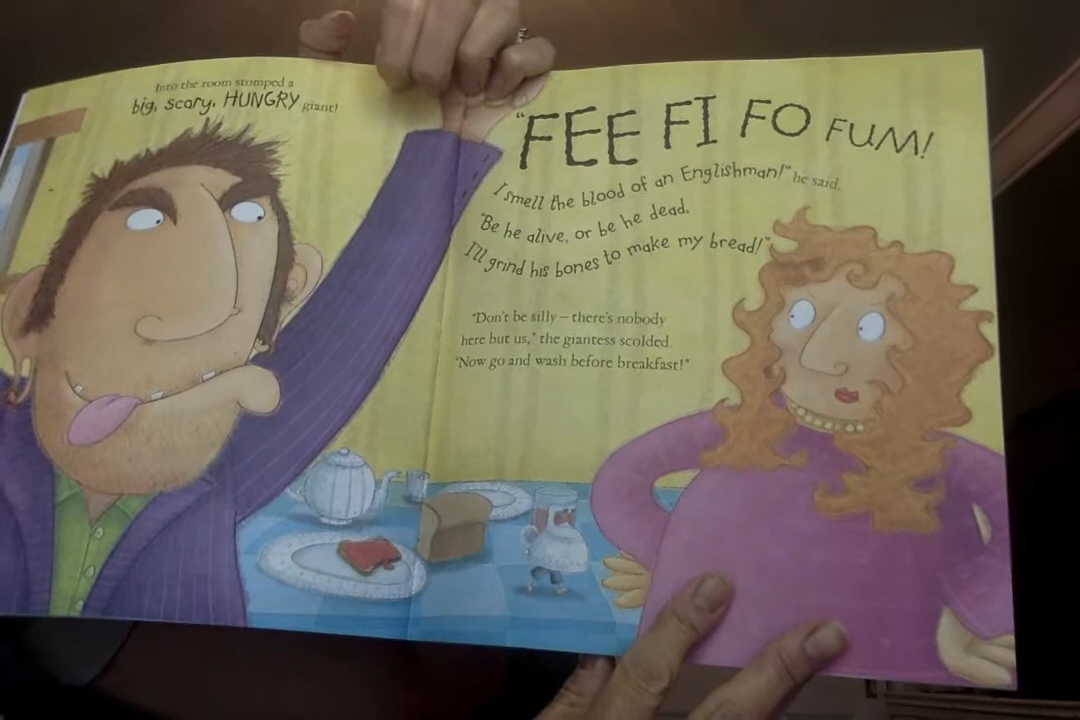 Into the room stomped a
big, scary, HUNGRY giant!
"FEE FI FO FUM!
I smell the blood of an Englishman!" he said.
"Be he alive, or be he dead,
I'll grind his bones to make my bread!"
"Don't be silly – there's nobody
here but us," the giantess scolded.
"Now go and wash before breakfast!"